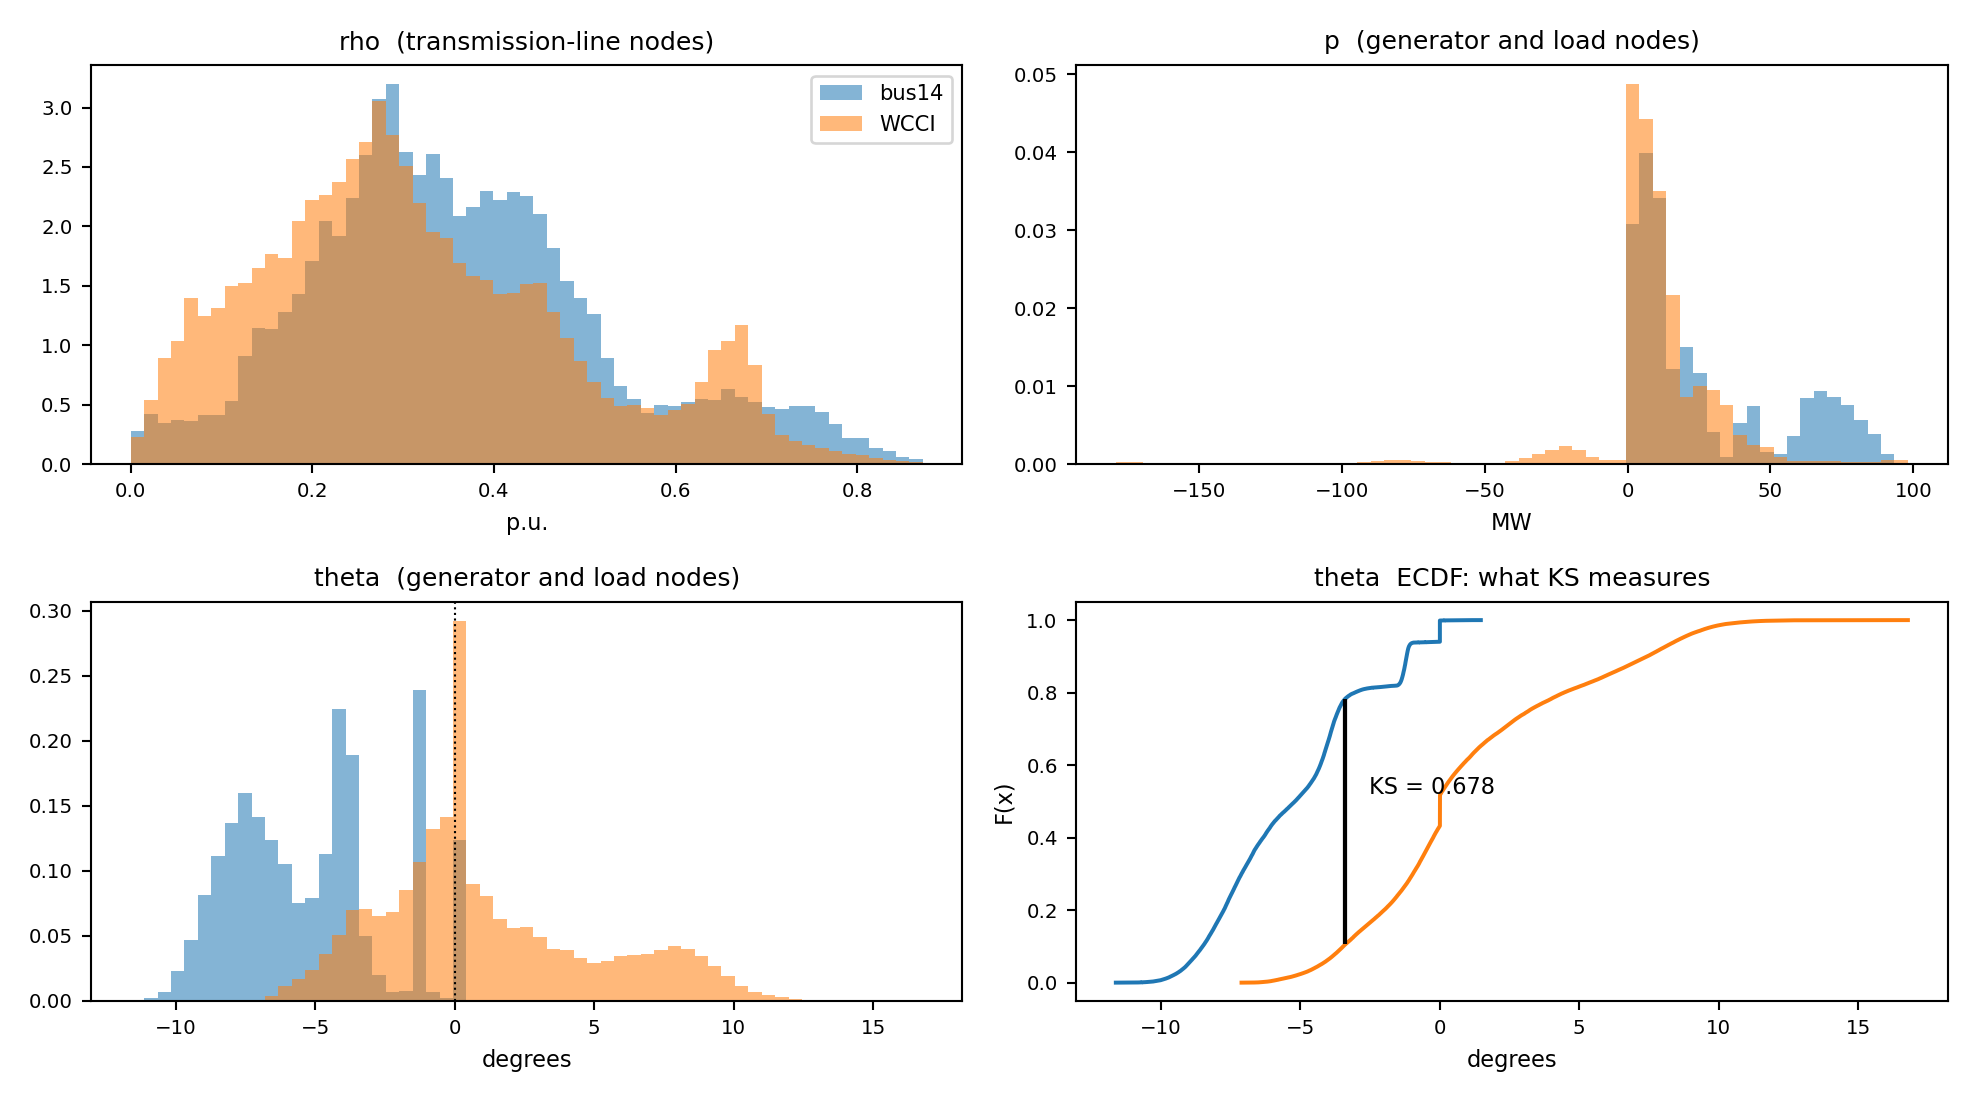 rho  (transmission-line nodes)
3.0
2.5
2.0
1.5
1.0
0.5
0.0
bus14
WCCI
0.0 0.2 0.4 0.6 0.8
p.u.
p  (generator and load nodes)
0.05
0.04
0.03
0.02
0.01
0.00
−150 −100 −50 0 50 100
MW
theta  (generator and load nodes)
0.30
0.25
0.20
0.15
0.10
0.05
0.00
−10 −5 0 5 10 15
degrees
theta  ECDF: what KS measures
F(x)
1.0
0.8
0.6
0.4
0.2
0.0
KS = 0.678
−10 −5 0 5 10 15
degrees